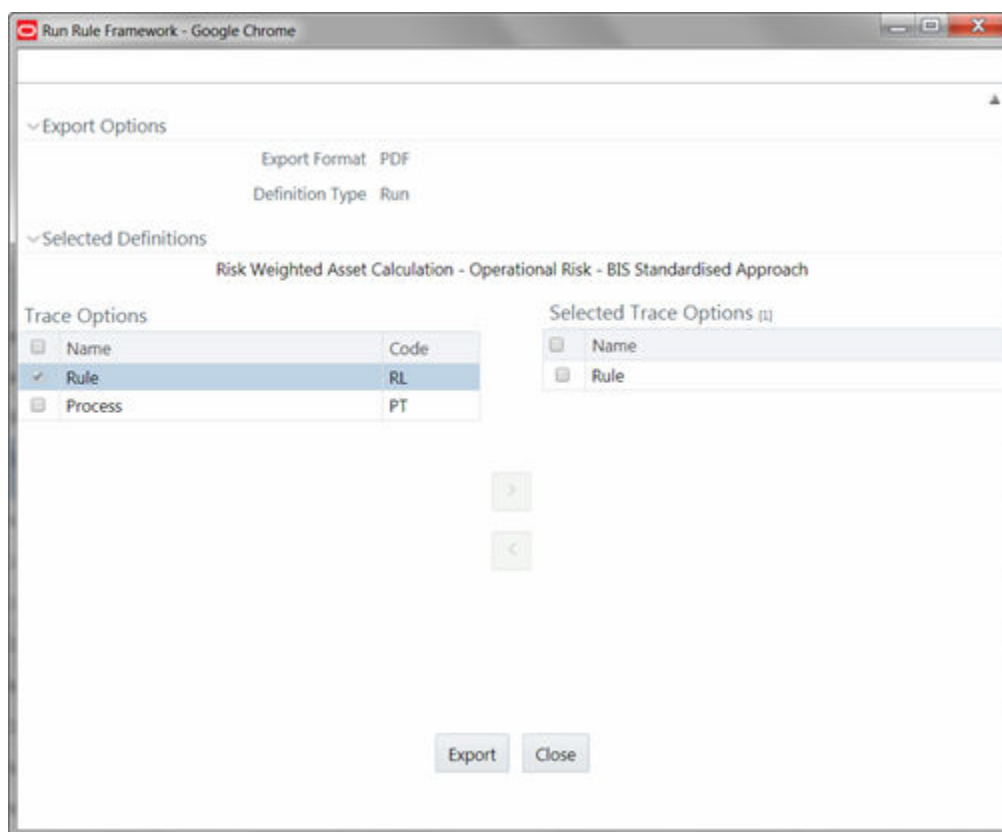 Run Rule Framework - Google Chrome
Export Options
Export Format PDF
Definition Type Run
Selected Definitions
Risk Weighted Asset Calculation - Operational Risk - BIS Standardised Approach
Trace Options
Name Code
Rule RL
Process PT
Selected Trace Options [1]
Name
Rule
>
<
Export Close